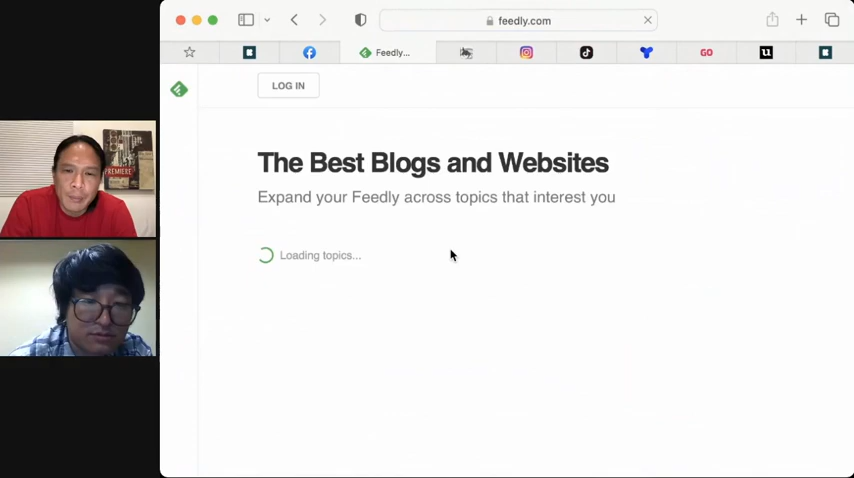 feedly.com
Feedly...
GO
LOG IN
The Best Blogs and Websites
Expand your Feedly across topics that interest you
Loading topics...
PREMIERE